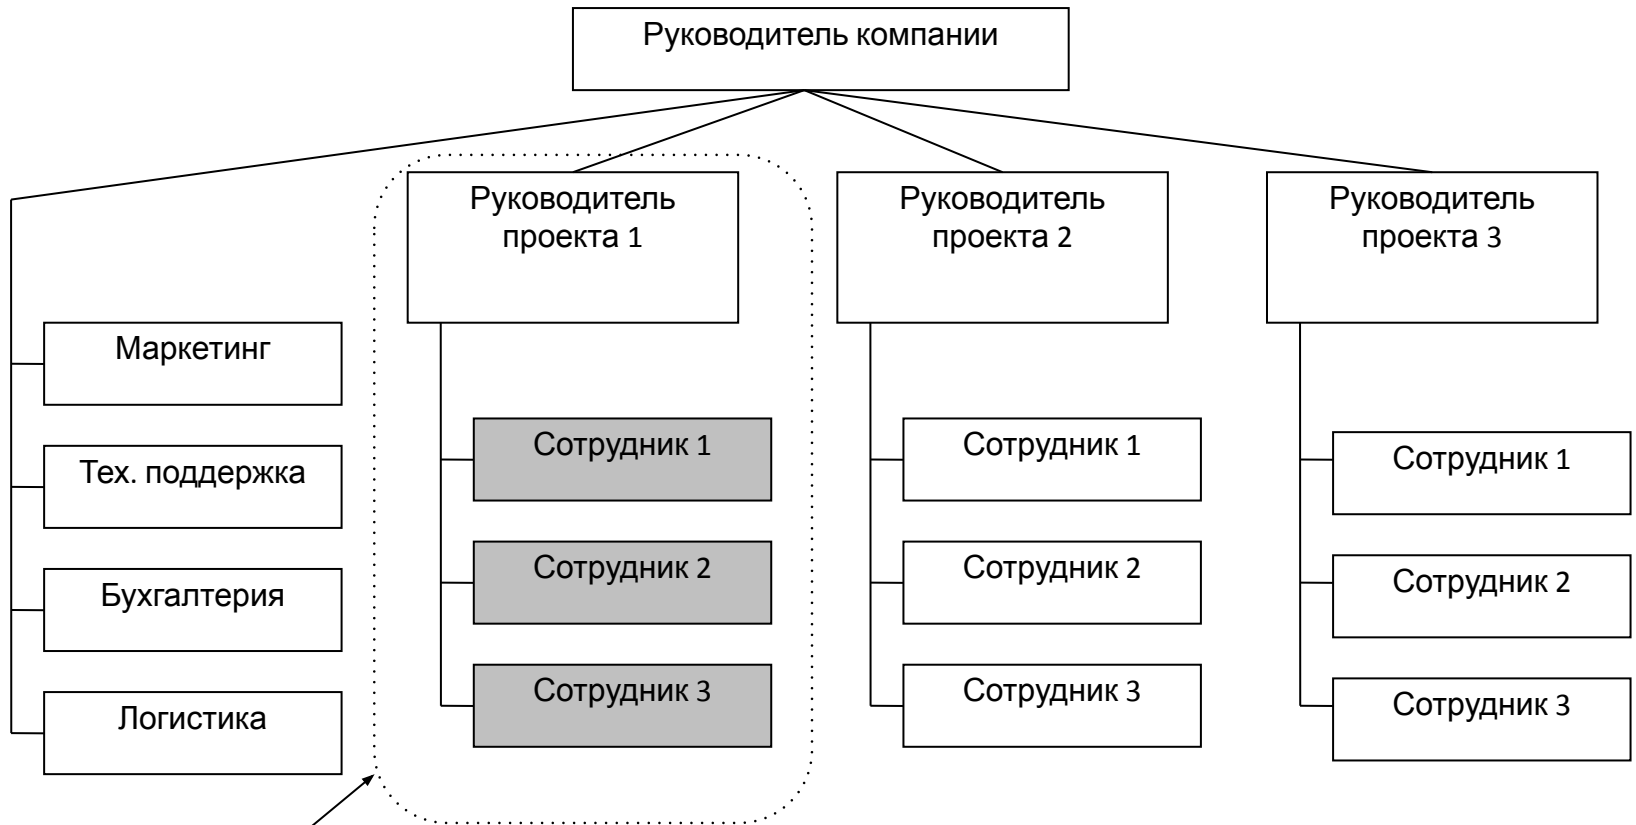 Руководитель компании
Руководитель
проекта 1
Руководитель
проекта 2
Руководитель
проекта 3
Маркетинг
Тех. поддержка
Бухгалтерия
Логистика
Сотрудник 1
Сотрудник 2
Сотрудник 3
Сотрудник 1
Сотрудник 2
Сотрудник 3
Сотрудник 1
Сотрудник 2
Сотрудник 3